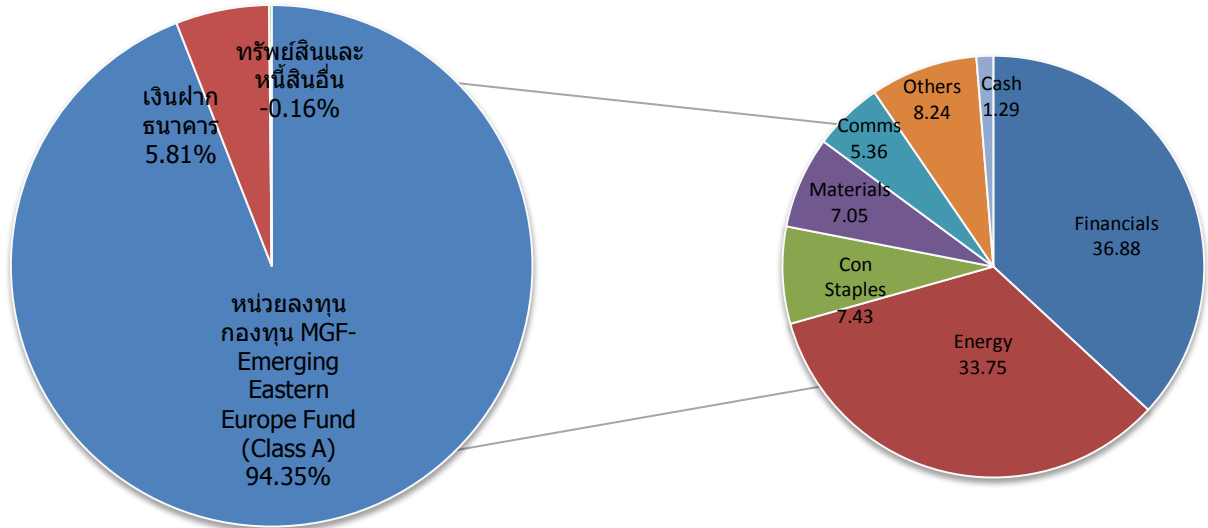 ทรัพย์สินและ
หนี้สินอื่น
-0.16%
เงินฝาก
ธนาคาร
5.81%
หน่วยลงทุน
กองทุน MGF-
Emerging
Eastern
Europe Fund
(Class A)
94.35%
Cash
1.29
Others
8.24
Comms
5.36
Materials
7.05
Con
Staples
7.43
Energy
33.75
Financials
36.88